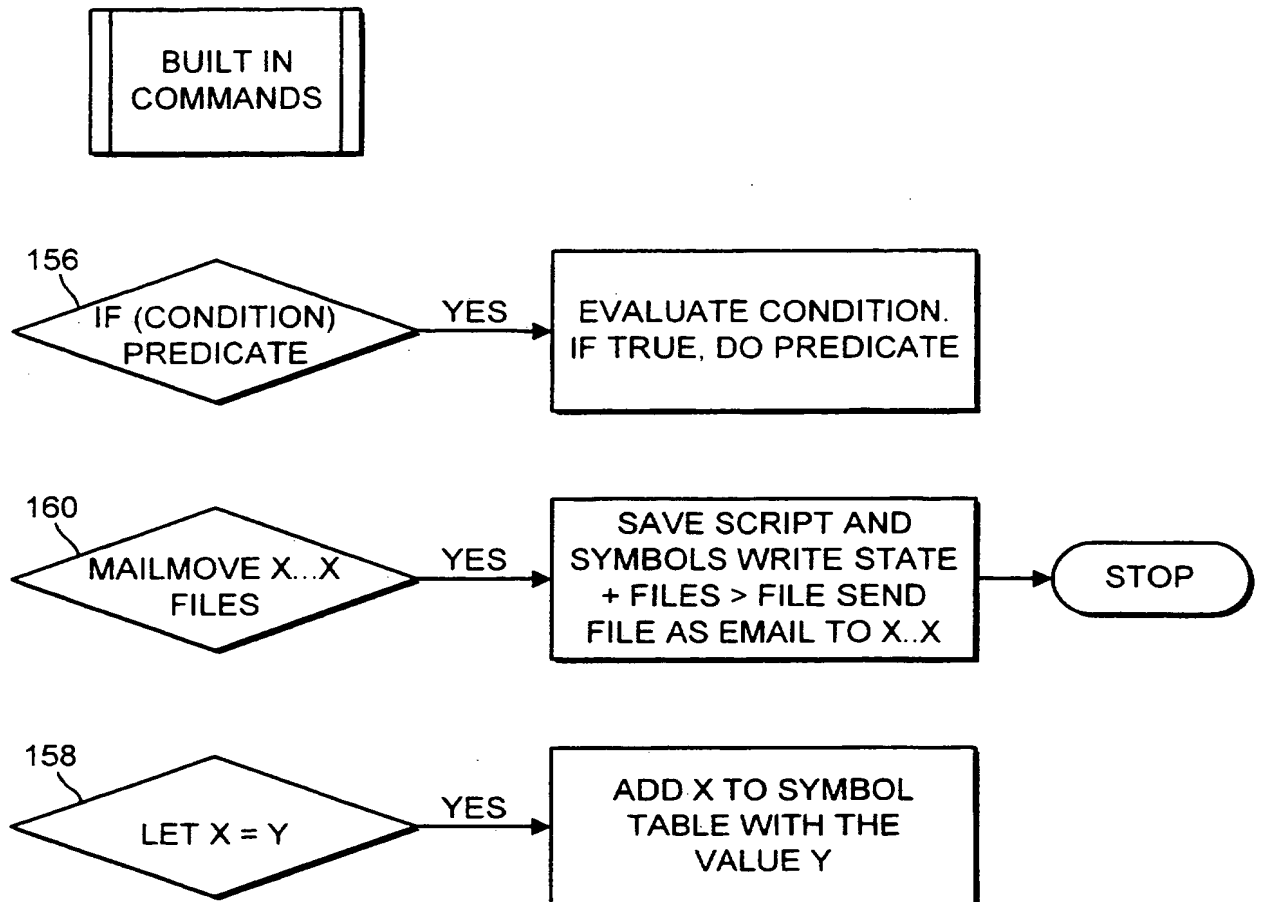 BUILT IN
COMMANDS
156
IF (CONDITION)
PREDICATE
YES
EVALUATE CONDITION.
IF TRUE, DO PREDICATE
160
MAILMOVE X...X
FILES
YES
SAVE SCRIPT AND
SYMBOLS WRITE STATE
+ FILES > FILE SEND
FILE AS EMAIL TO X..X
STOP
158
LET X = Y
YES
ADD X TO SYMBOL
TABLE WITH THE
VALUE Y